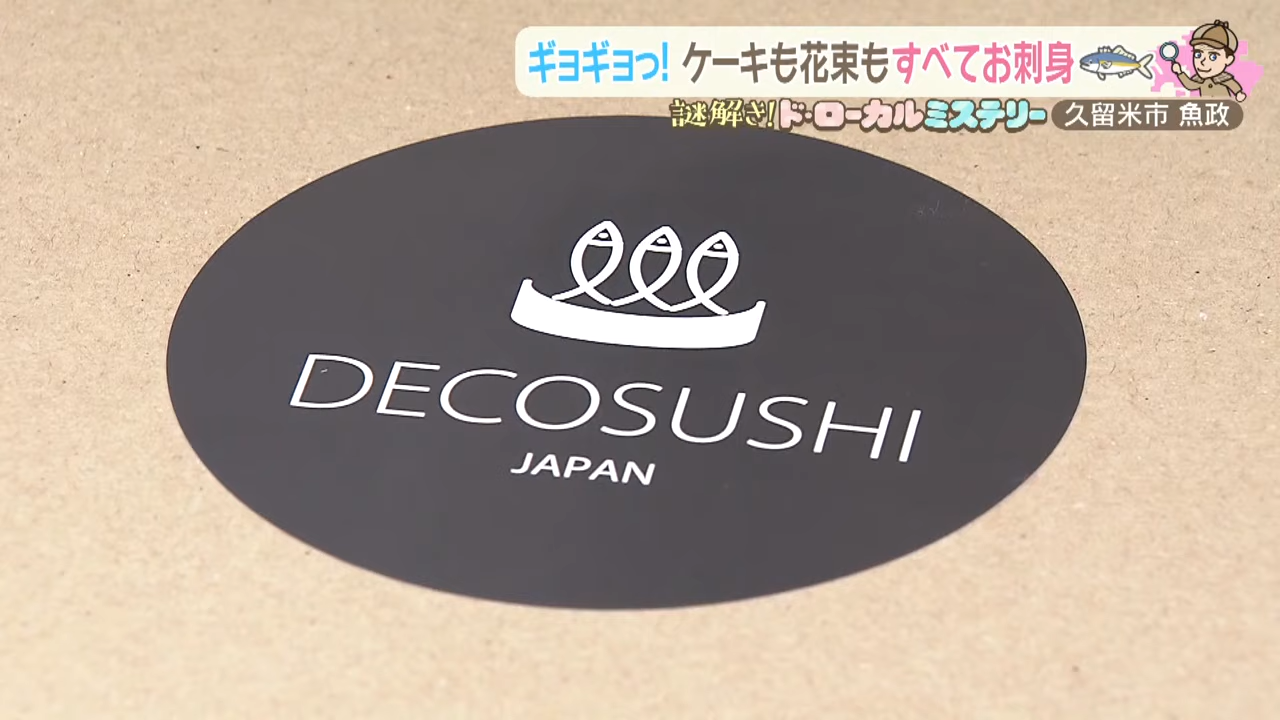 ギョギョっ! ケーキも花束もすべてお刺身
謎解き!ド・ローカルミステリー
久留米市 魚政
DECOSUSHI
JAPAN